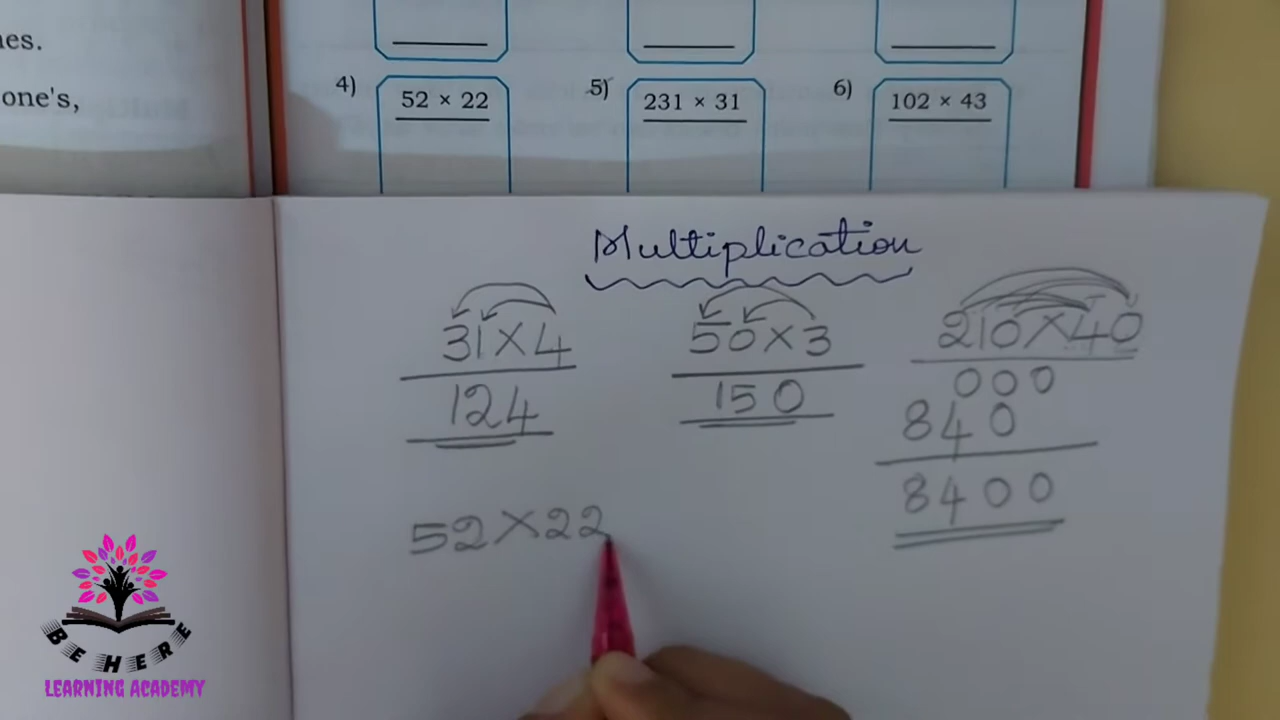 nes.
one's,
4) 52 × 22
5) 231 × 31
6) 102 × 43
Multiplication
31×4
124
50×3
150
210×40
000
840
8400
52×22
BE HERE
LEARNING ACADEMY